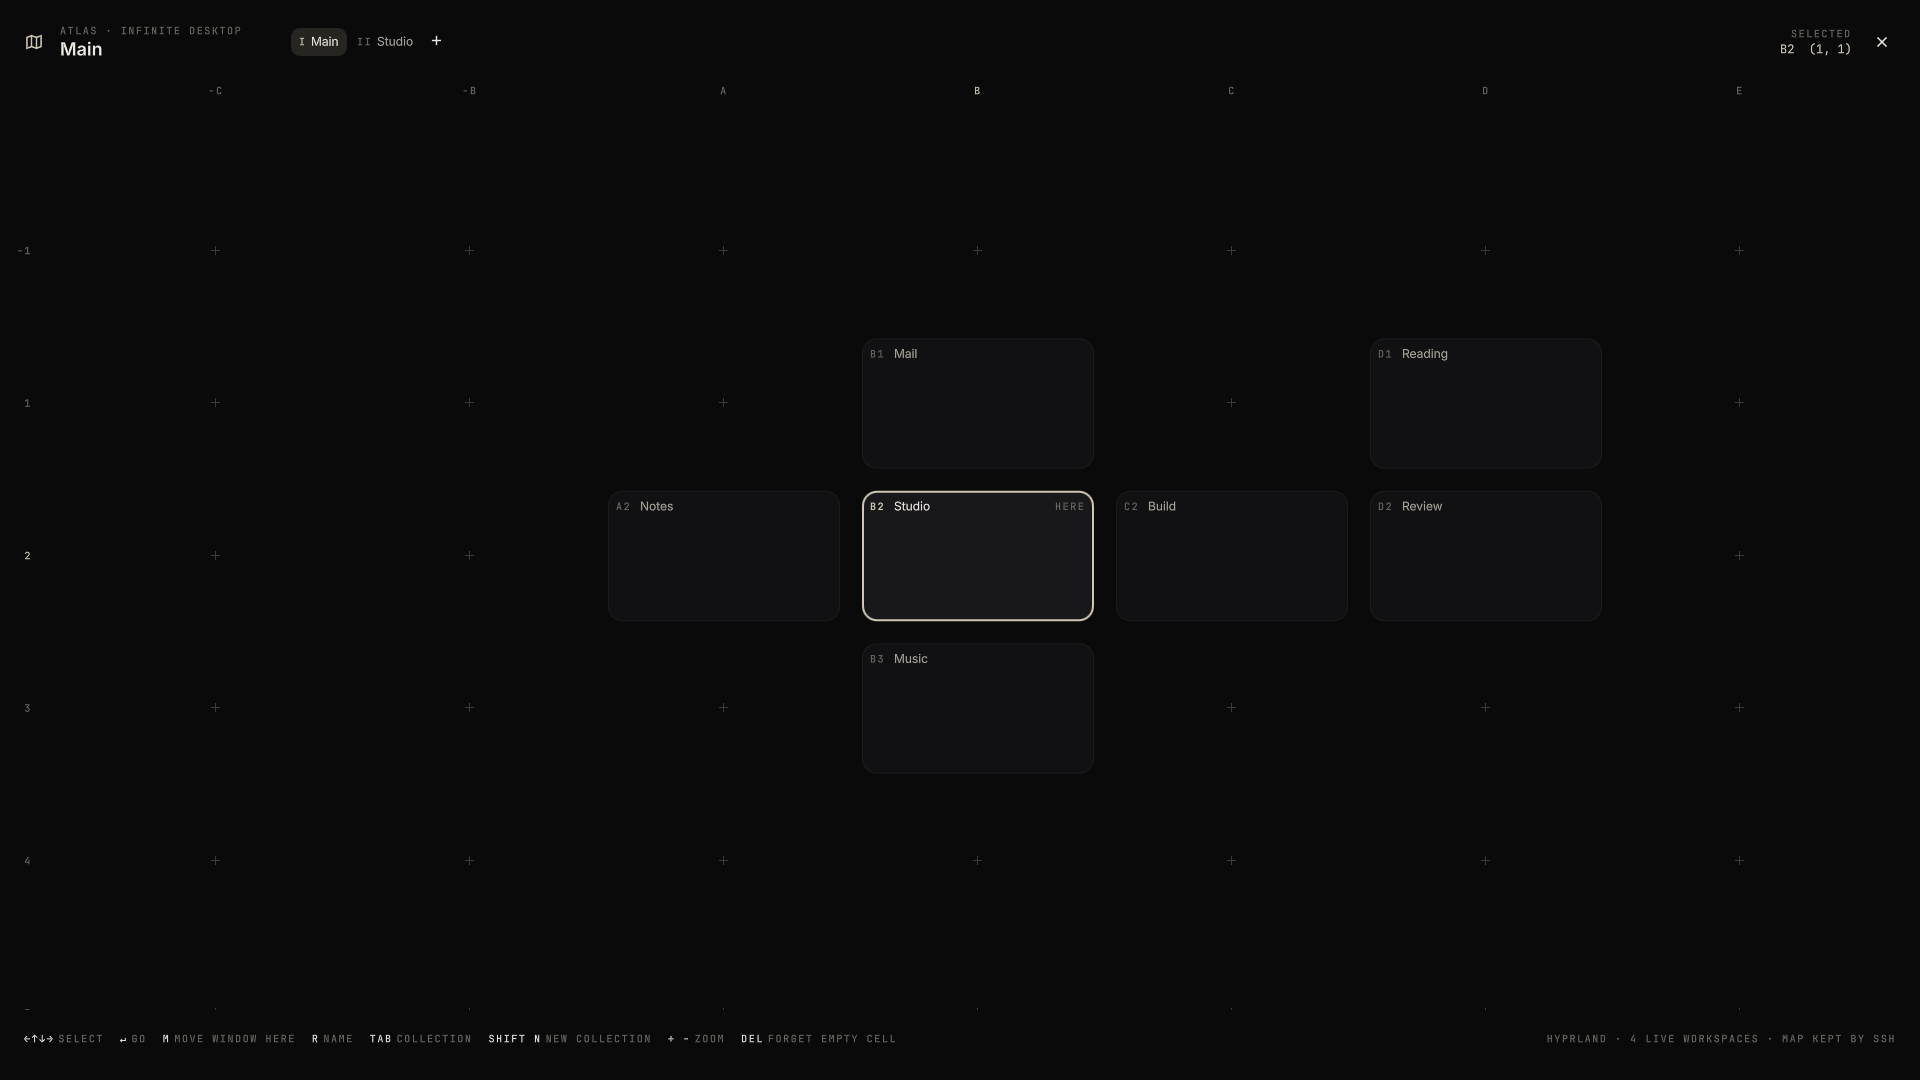 ATLAS · INFINITE DESKTOP
Main
I Main II Studio +
SELECTED
B2 (1, 1)
-C -B A B C D E
-1
1
B1 Mail
D1 Reading
2
A2 Notes
B2 Studio HERE
C2 Build
D2 Review
3
B3 Music
4
←↑↓→ SELECT ↵ GO M MOVE WINDOW HERE R NAME TAB COLLECTION SHIFT N NEW COLLECTION + - ZOOM DEL FORGET EMPTY CELL
HYPRLAND · 4 LIVE WORKSPACES · MAP KEPT BY SSH